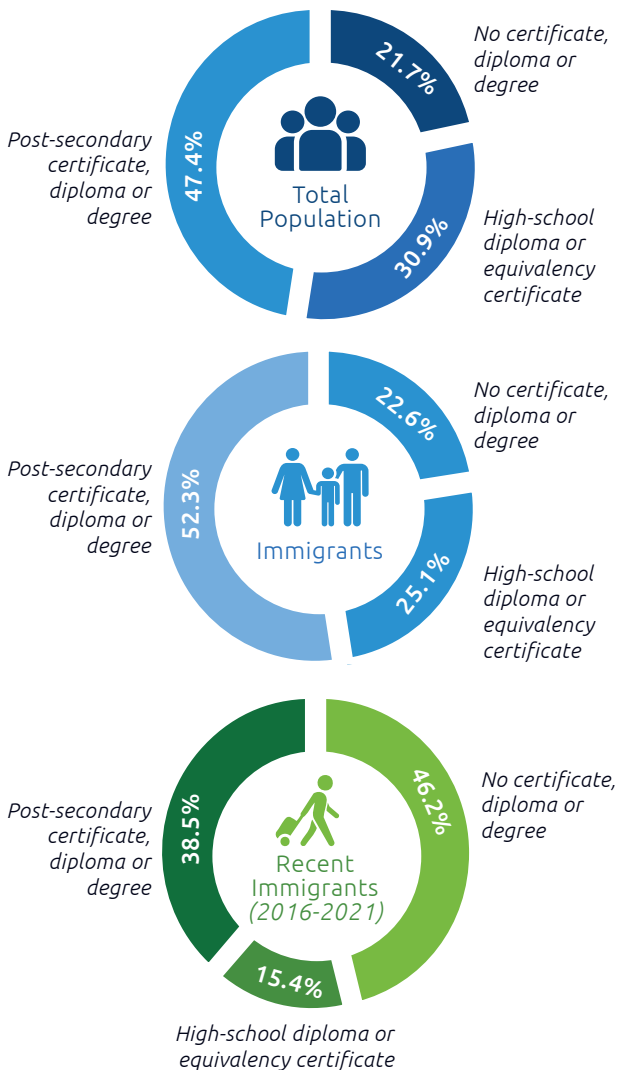 No certificate,
diploma or
degree
21.7%
Post-secondary
certificate,
diploma or
degree
47.4%
Total
Population
High-school
diploma or
equivalency
certificate
30.9%
No certificate,
diploma or
degree
22.6%
Post-secondary
certificate,
diploma or
degree
52.3%
Immigrants
High-school
diploma or
equivalency
certificate
25.1%
No certificate,
diploma or
degree
46.2%
Post-secondary
certificate,
diploma or
degree
38.5%
Recent
Immigrants
(2016-2021)
15.4%
High-school diploma or
equivalency certificate